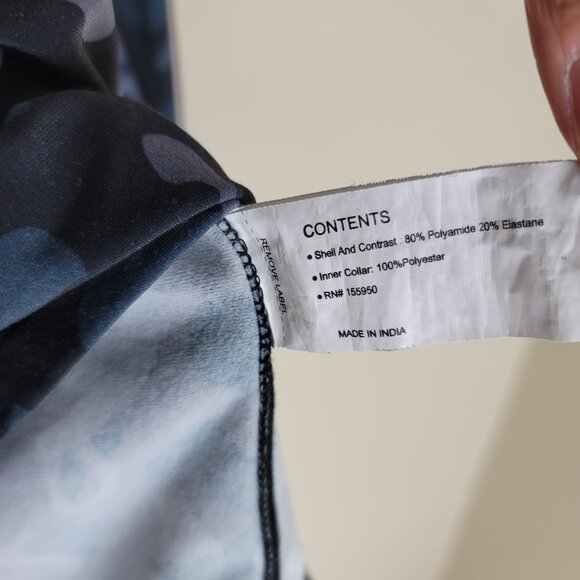 CONTENTS
• Shell And Contrast : 80% Polyamide 20% Elastane
• Inner Collar: 100%Polyester
• RN# 155950
MADE IN INDIA
REMOVE LABEL